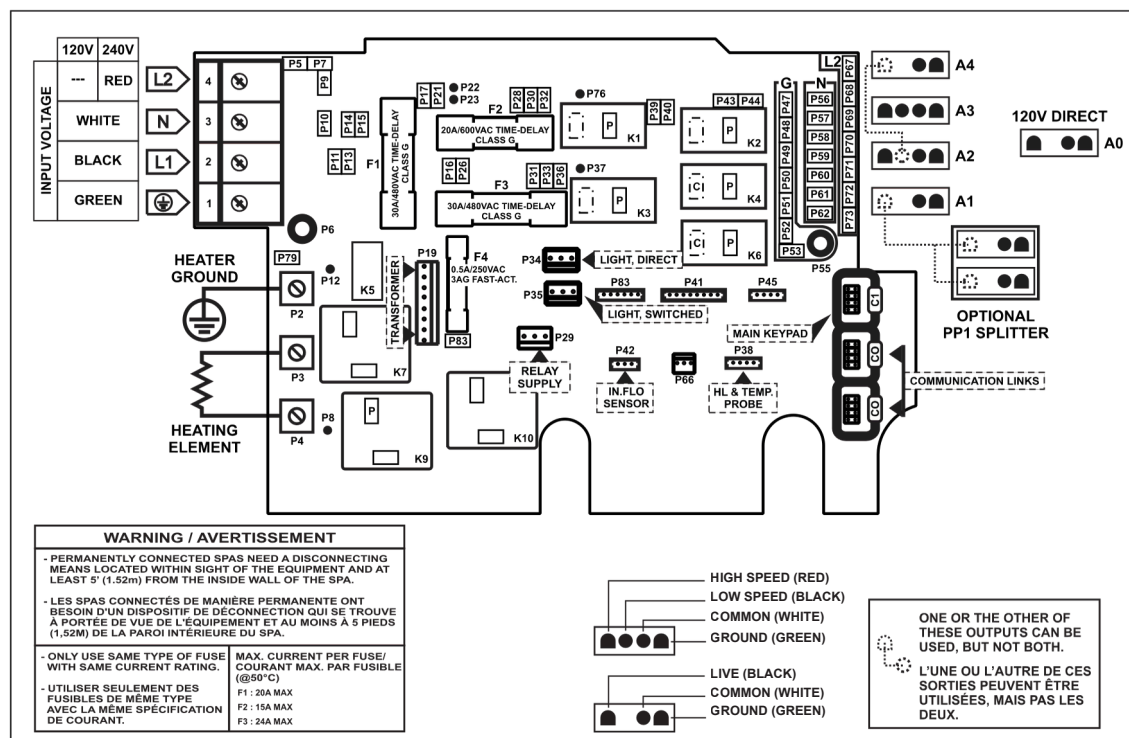 120V 240V
INPUT VOLTAGE
--- RED
WHITE
BLACK
GREEN
L2
N
L1
4
3
2
1
P5 P7
P9
P10
P14
P15
P11
P13
P17
P21
P22
P23
F1
30A/480VAC TIME-DELAY
CLASS G
F2
20A/600VAC TIME-DELAY
CLASS G
P28
P30
P32
P16
P26
F3
30A/480VAC TIME-DELAY
CLASS G
P31
P33
P36
P76
P
K1
P37
P
K3
P39
P40
P43 P44
P
K2
C
P
K4
C
P
K6
G
P47
P48
P49
P50
P51
P52
P53
N
P56
P57
P58
P59
P60
P61
P62
L2
P67
P68
P69
P70
P71
P72
P73
P55
A4
A3
A2
A1
120V DIRECT
A0
OPTIONAL
PP1 SPLITTER
P6
P79
P12
HEATER
GROUND
P2
P3
P8
P4
HEATING
ELEMENT
K5
TRANSFORMER
P19
F4
0.5A/250VAC
3AG FAST-ACT.
P83
K7
P
K9
K10
P34
LIGHT, DIRECT
P35
LIGHT, SWITCHED
P83
P41
P45
P29
RELAY
SUPPLY
P42
IN.FLO
SENSOR
P66
P38
HL & TEMP.
PROBE
MAIN KEYPAD
C1
CO
CO
COMMUNICATION LINKS
WARNING / AVERTISSEMENT
- PERMANENTLY CONNECTED SPAS NEED A DISCONNECTING
MEANS LOCATED WITHIN SIGHT OF THE EQUIPMENT AND AT
LEAST 5' (1.52m) FROM THE INSIDE WALL OF THE SPA.
- LES SPAS CONNECTÉS DE MANIÈRE PERMANENTE ONT
BESOIN D'UN DISPOSITIF DE DÉCONNECTION QUI SE TROUVE
À PORTÉE DE VUE DE L'ÉQUIPEMENT ET AU MOINS À 5 PIEDS
(1,52M) DE LA PAROI INTÉRIEURE DU SPA.
- ONLY USE SAME TYPE OF FUSE
WITH SAME CURRENT RATING.
- UTILISER SEULEMENT DES
FUSIBLES DE MÊME TYPE
AVEC LA MÊME SPÉCIFICATION
DE COURANT.
MAX. CURRENT PER FUSE/
COURANT MAX. PAR FUSIBLE
(@50°C)
F1 : 20A MAX
F2 : 15A MAX
F3 : 24A MAX
HIGH SPEED (RED)
LOW SPEED (BLACK)
COMMON (WHITE)
GROUND (GREEN)
LIVE (BLACK)
COMMON (WHITE)
GROUND (GREEN)
ONE OR THE OTHER OF
THESE OUTPUTS CAN BE
USED, BUT NOT BOTH.
L'UNE OU L'AUTRE DE CES
SORTIES PEUVENT ÊTRE
UTILISÉES, MAIS PAS LES
DEUX.